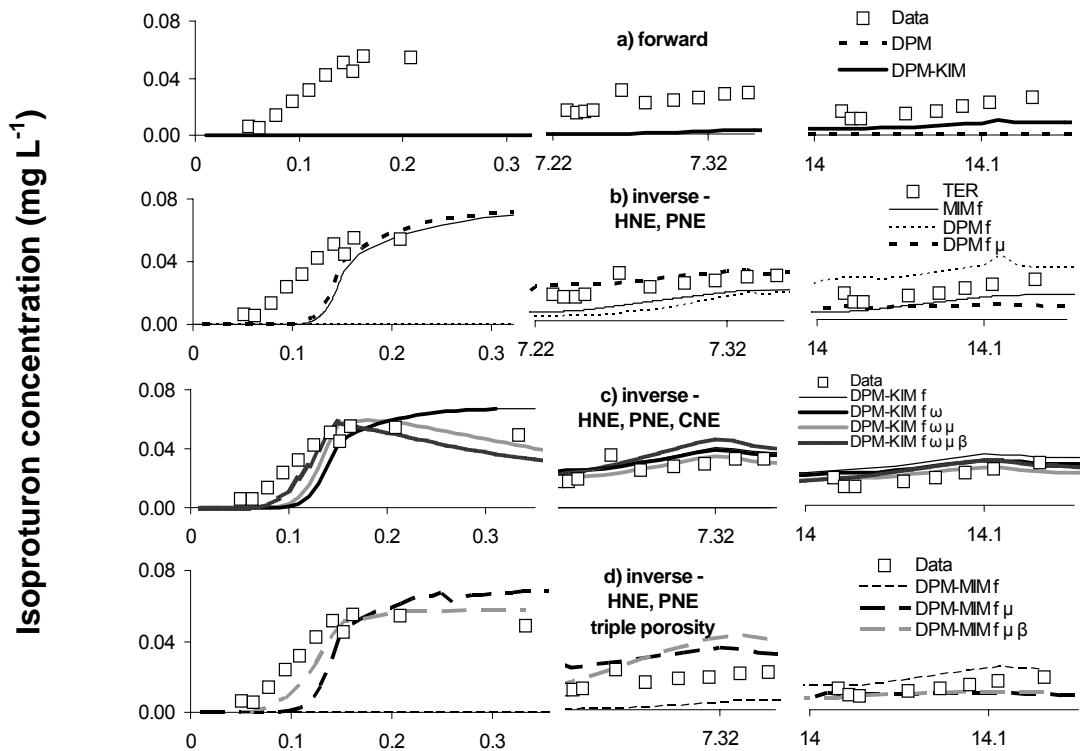 Isoproturon concentration (mg L⁻¹)
0.08
0.04
0.00
0
0.1
0.2
0.3
a) forward
7.22
7.32
Data
DPM
DPM-KIM
14
14.1
0.08
0.04
0.00
0
0.1
0.2
0.3
b) inverse -
HNE, PNE
7.22
7.32
TER
MIM f
DPM f
DPM f μ
14
14.1
0.08
0.04
0.00
0
0.1
0.2
0.3
c) inverse -
HNE, PNE, CNE
7.32
Data
DPM-KIM f
DPM-KIM f ω
DPM-KIM f ω μ
DPM-KIM f ω μ β
14
14.1
0.08
0.04
0.00
0
0.1
0.2
0.3
d) inverse -
HNE, PNE
triple porosity
7.32
Data
DPM-MIM f
DPM-MIM f μ
DPM-MIM f μ β
14
14.1